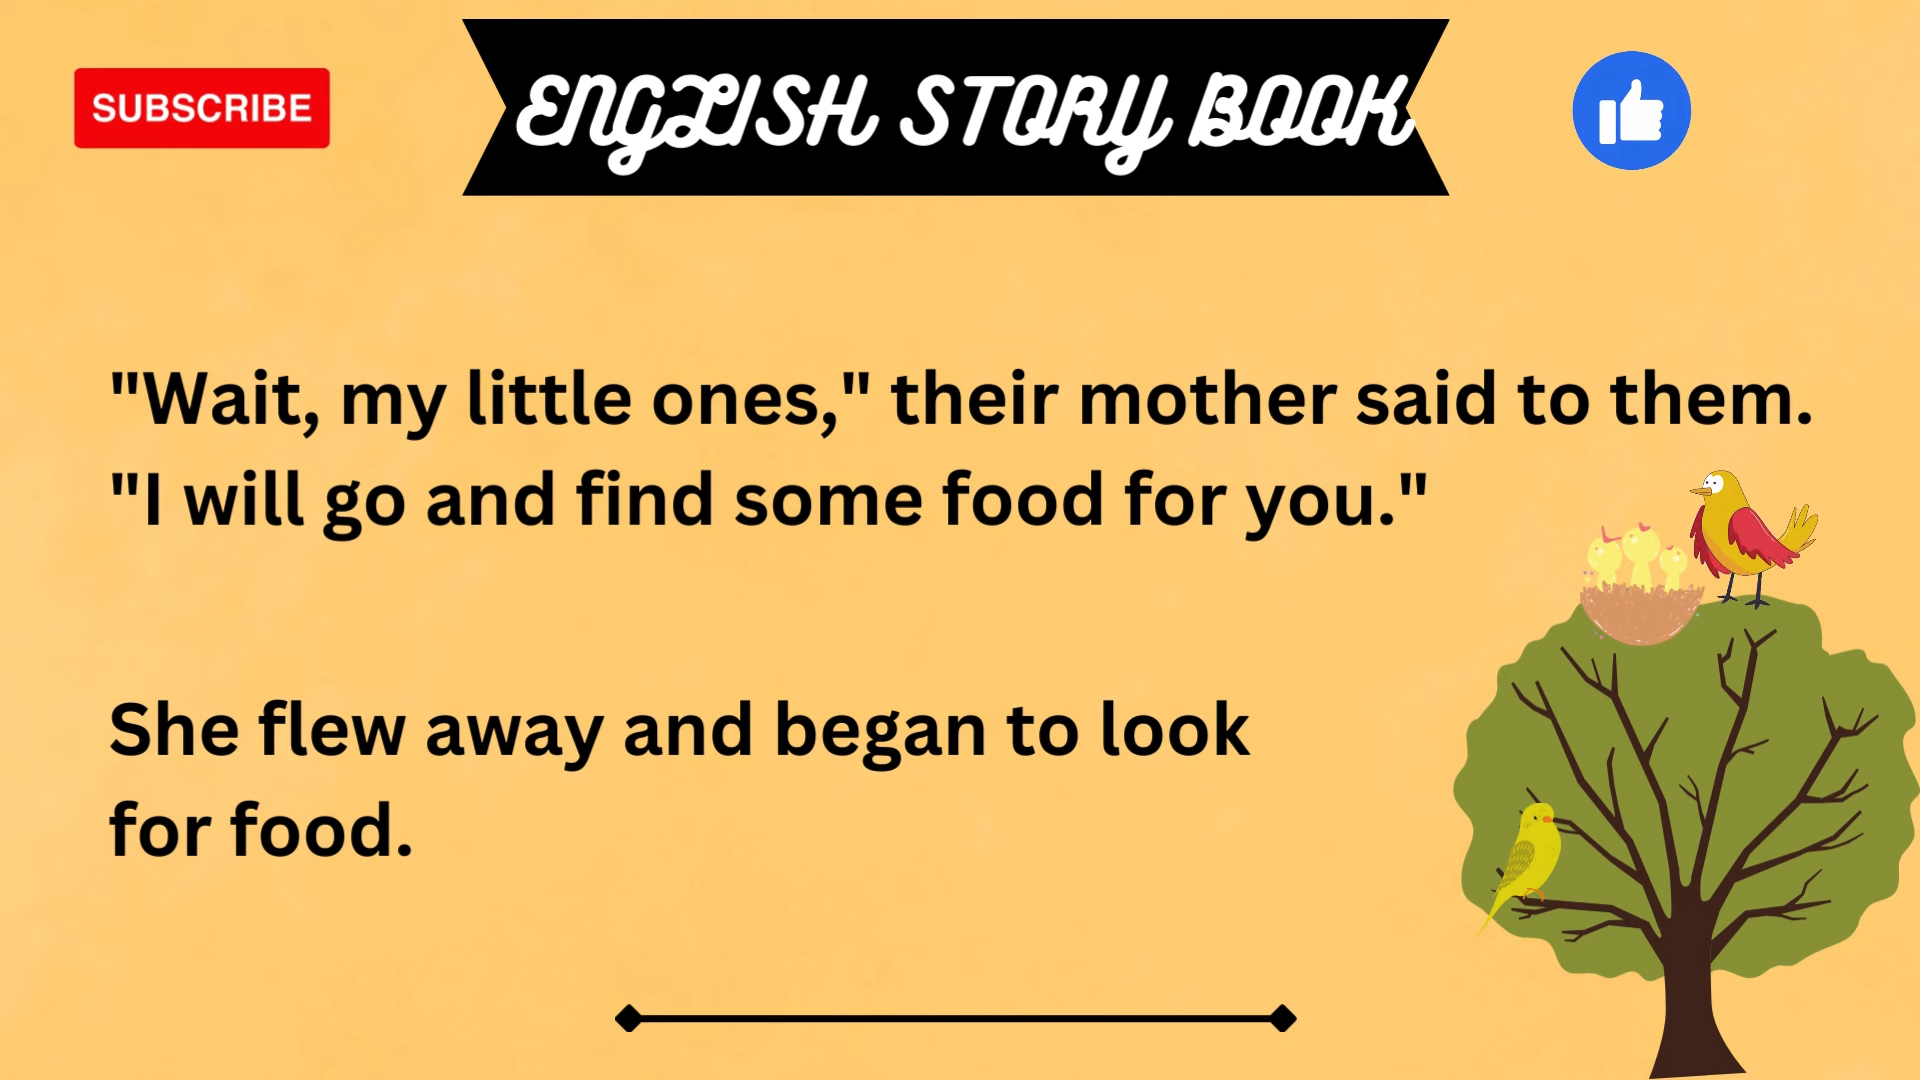 SUBSCRIBE
ENGLISH STORY BOOK
"Wait, my little ones," their mother said to them.
"I will go and find some food for you."
She flew away and began to look
for food.